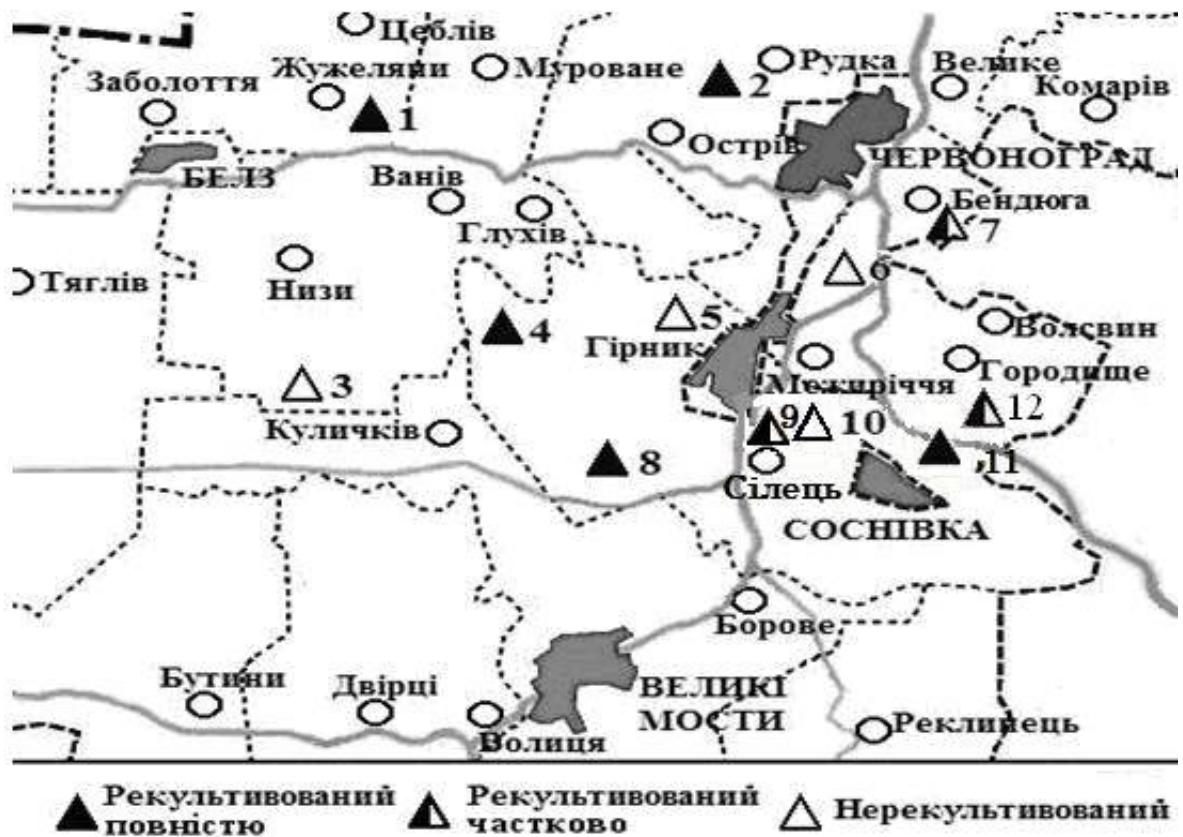 Цеблів
Жужеляни
Муроване
Рудка
Велике
Заболоття
Комарів
1
2
Острів
ЧЕРВОНОГРАД
БЕЛЗ
Ванів
Бендюга
Глухів
7
Тяглів
Низи
6
4
5
Волсвин
Гірник
3
Межиріччя
Городище
9
10
12
Куличків
8
11
Сілець
СОСНІВКА
Борове
Бутини
Двірці
ВЕЛИКІ
МОСТИ
Волиця
Реклинець
Рекультивований
повністю
Рекультивований
частково
Нерекультивований